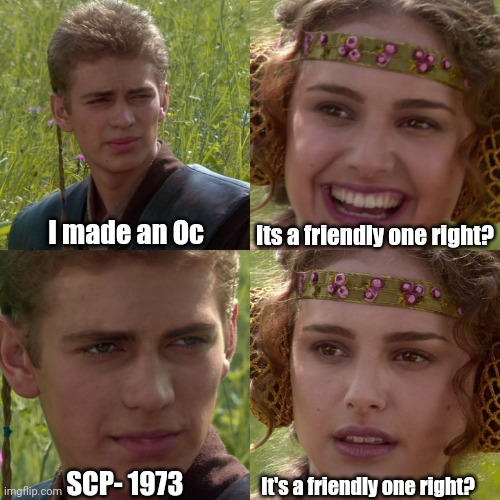 I made an Oc
Its a friendly one right?
SCP- 1973
It's a friendly one right?
imgflip.com